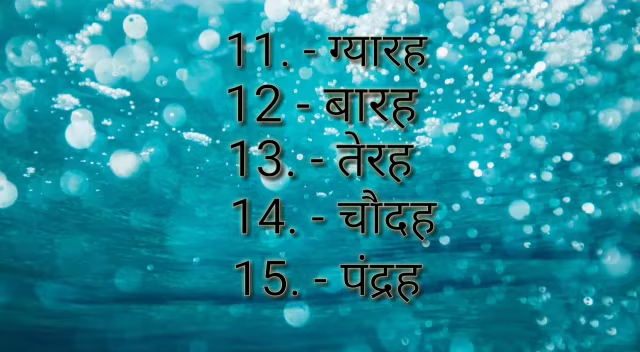 11. - ग्यारह
12 - बारह
13. - तेरह
14. - चौदह
15. - पंद्रह